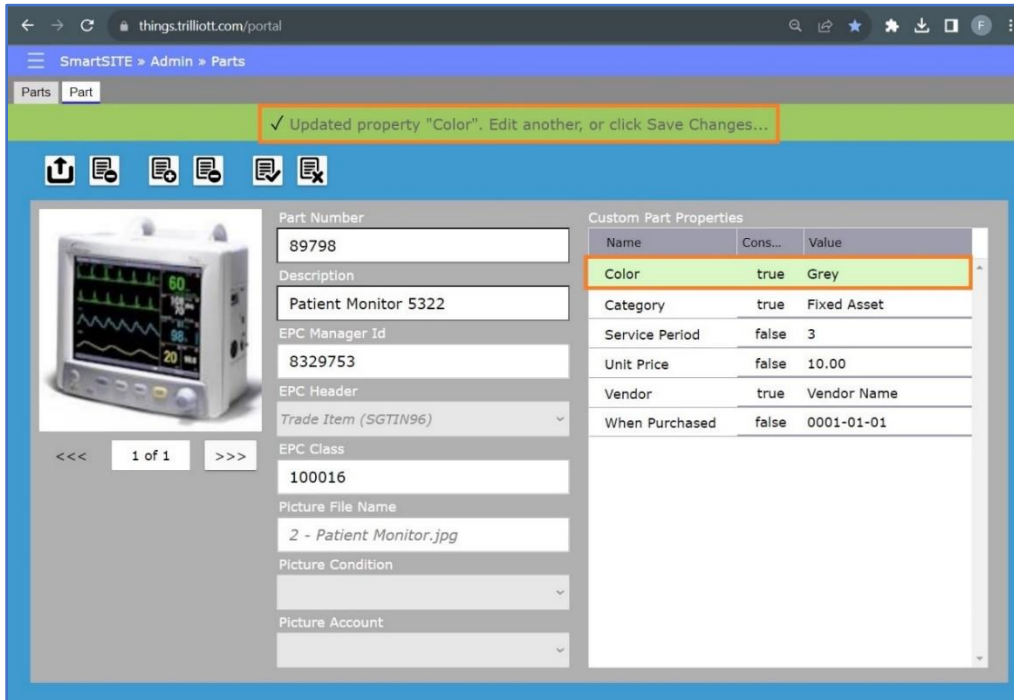 things.trilliott.com/portal
F
SmartSITE » Admin » Parts
Parts Part
✓ Updated property "Color". Edit another, or click Save Changes...
Part Number
89798
Description
Patient Monitor 5322
EPC Manager Id
8329753
EPC Header
Trade Item (SGTIN96)
EPC Class
100016
Picture File Name
2 - Patient Monitor.jpg
Picture Condition
Picture Account
<<< 1 of 1 >>>
60
98
20
Custom Part Properties
Name Cons... Value
Color true Grey
Category true Fixed Asset
Service Period false 3
Unit Price false 10.00
Vendor true Vendor Name
When Purchased false 0001-01-01